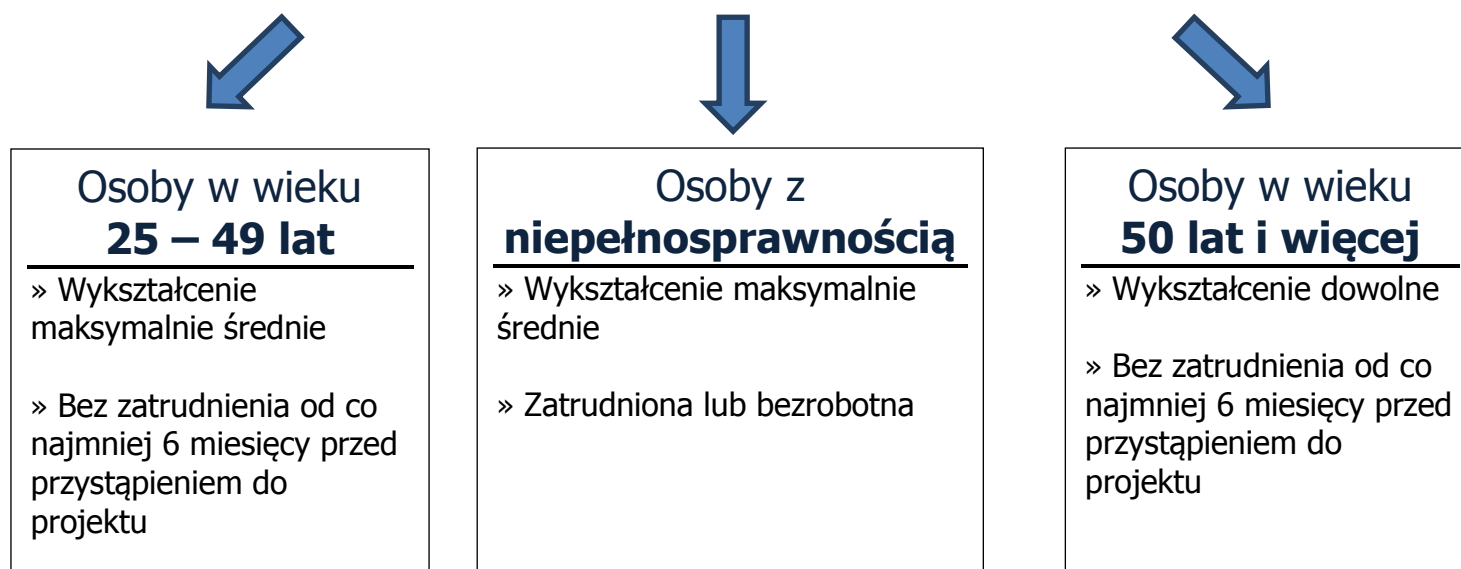 Osoby w wieku
25 – 49 lat
» Wykształcenie
maksymalnie średnie
» Bez zatrudnienia od co
najmniej 6 miesięcy przed
przystąpieniem do
projektu
Osoby z
niepełnosprawnością
» Wykształcenie maksymalnie
średnie
» Zatrudniona lub bezrobotna
Osoby w wieku
50 lat i więcej
» Wykształcenie dowolne
» Bez zatrudnienia od co
najmniej 6 miesięcy przed
przystąpieniem do
projektu